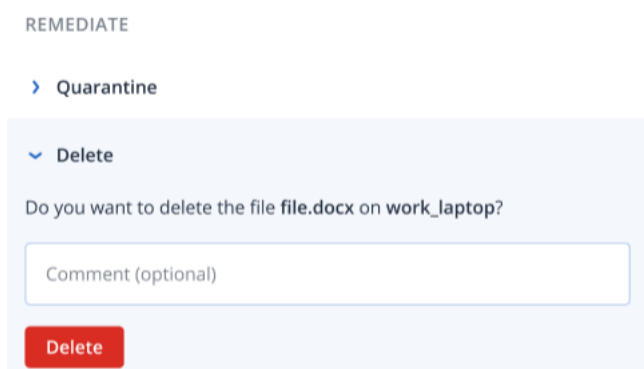 REMEDIATE
Quarantine
Delete
Do you want to delete the file file.docx on work_laptop?
Comment (optional)
Delete